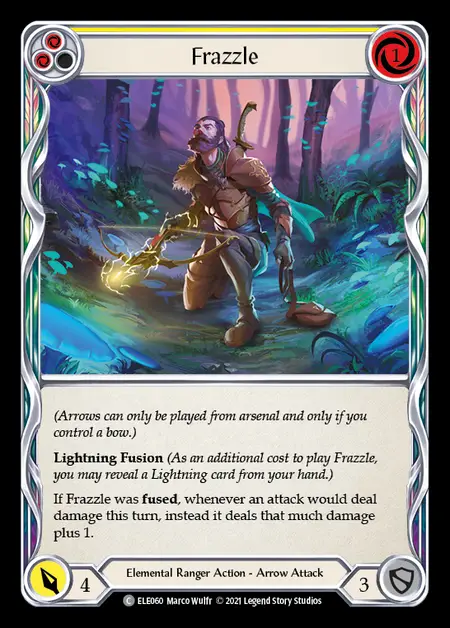 1
Frazzle
(Arrows can only be played from arsenal and only if you
control a bow.)
Lightning Fusion (As an additional cost to play Frazzle,
you may reveal a Lightning card from your hand.)
If Frazzle was fused, whenever an attack would deal
damage this turn, instead it deals that much damage
plus 1.
4
Elemental Ranger Action - Arrow Attack
3
C ELE060 Marco Wulfr © 2021 Legend Story Studios